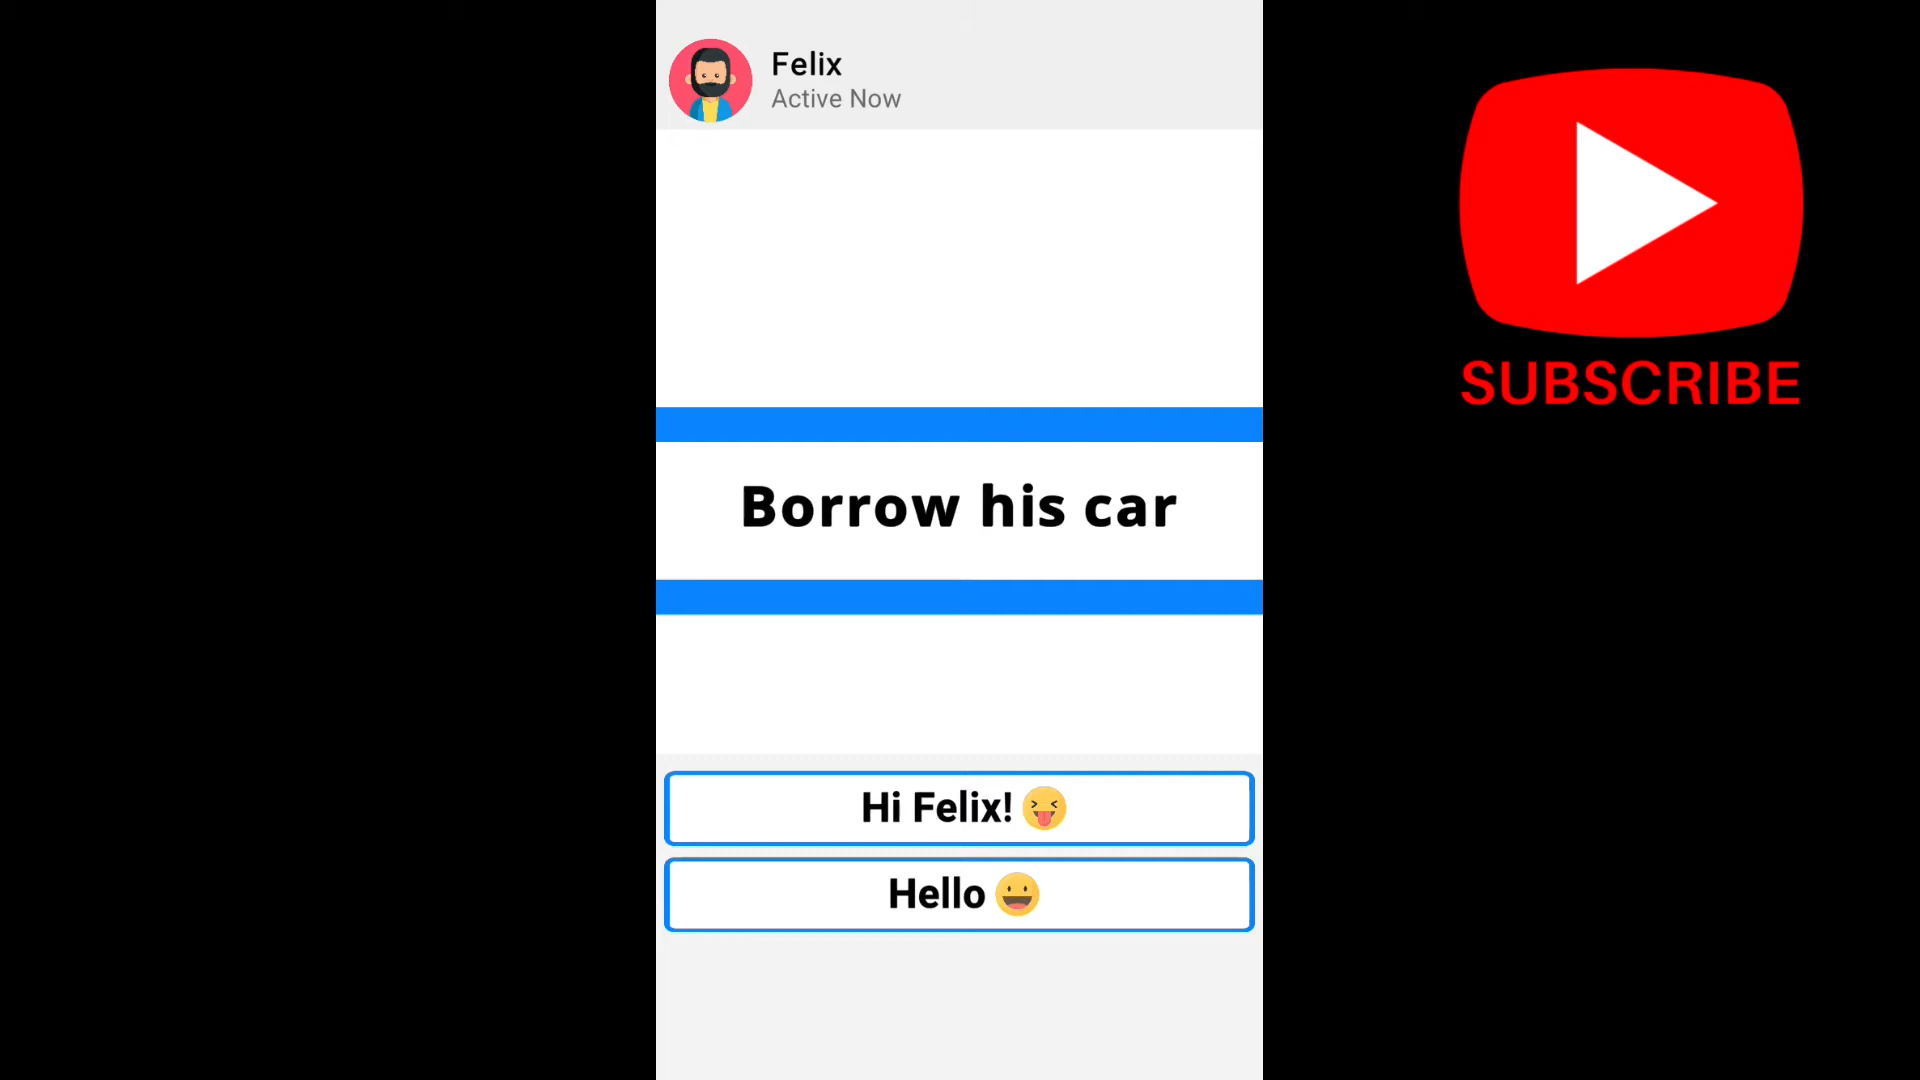 Felix
Active Now
SUBSCRIBE
Borrow his car
Hi Felix! 😝
Hello 😀